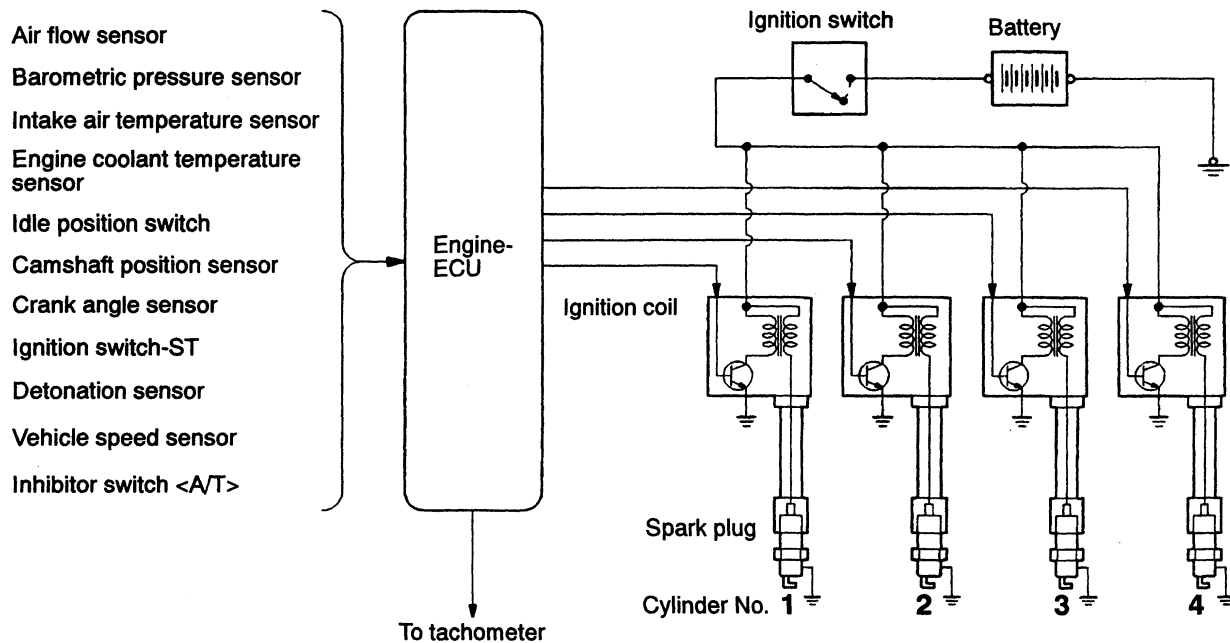 Air flow sensor
Barometric pressure sensor
Intake air temperature sensor
Engine coolant temperature
sensor
Idle position switch
Camshaft position sensor
Crank angle sensor
Ignition switch-ST
Detonation sensor
Vehicle speed sensor
Inhibitor switch <A/T>
Engine-
ECU
To tachometer
Ignition switch
Battery
Ignition coil
Spark plug
Cylinder No. 1 2 3 4